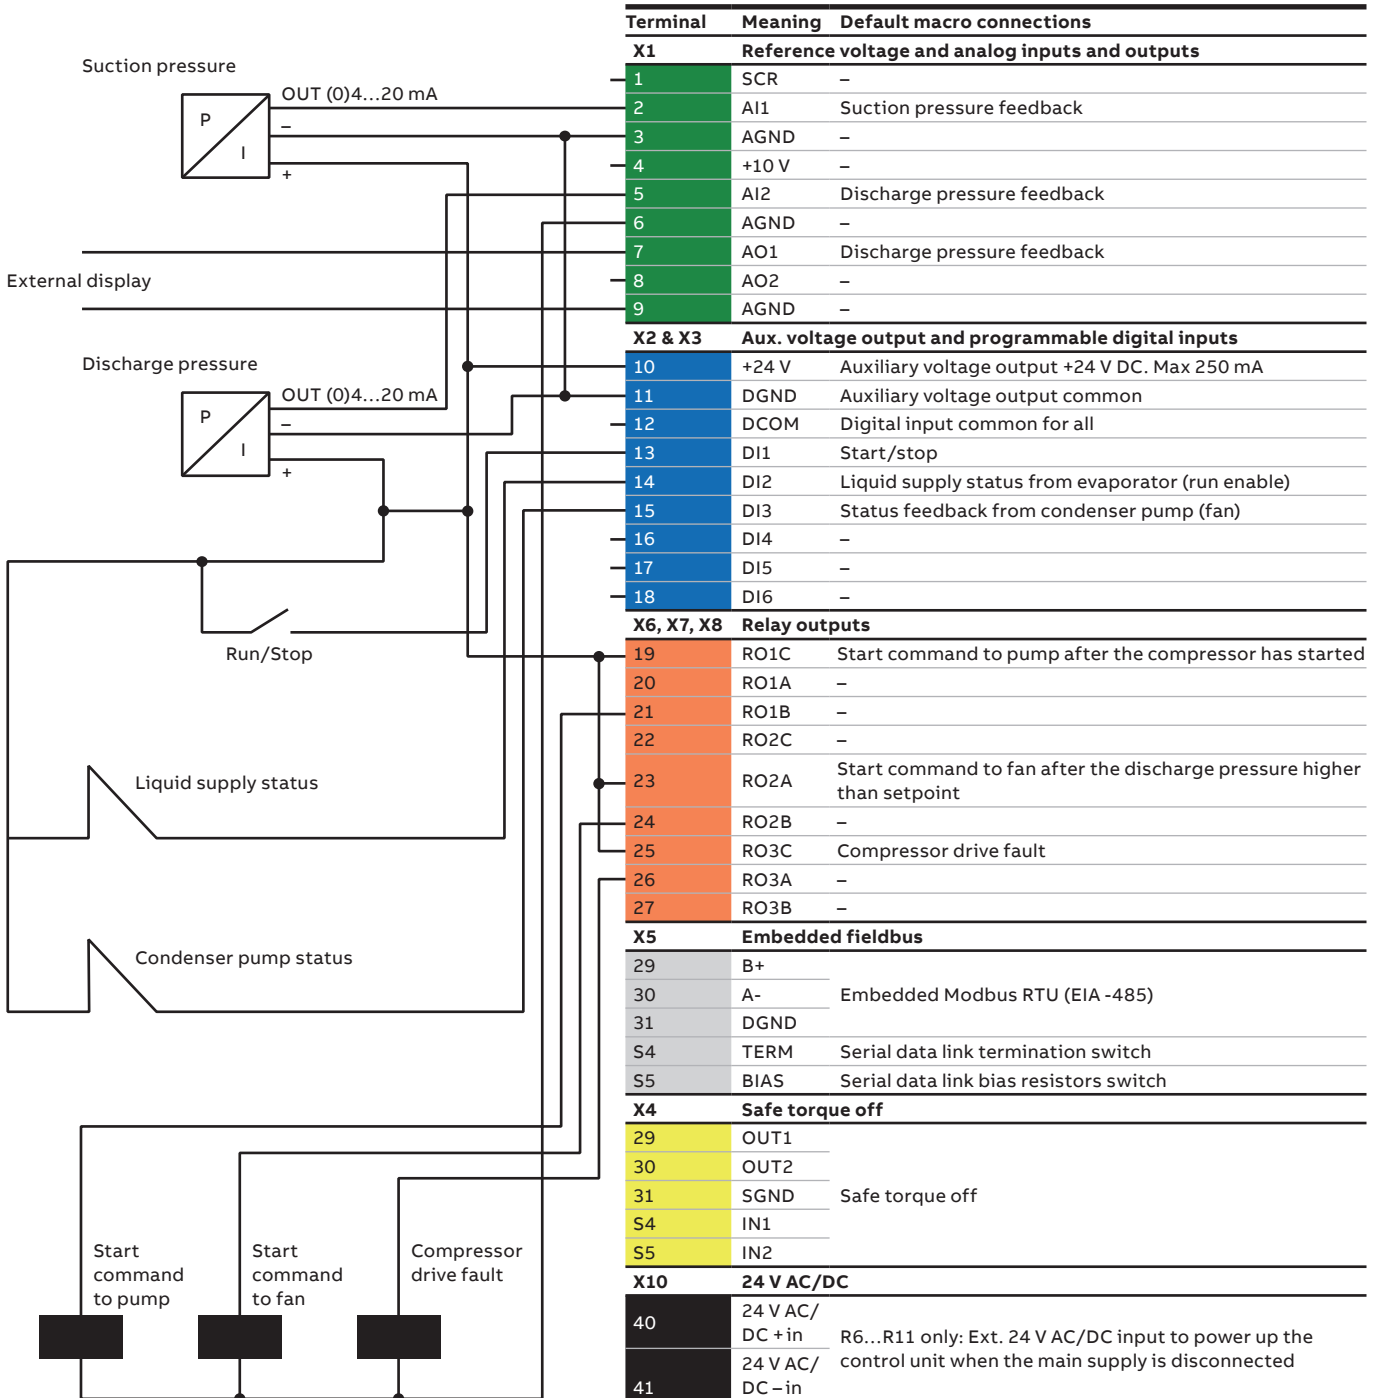 Terminal Meaning Default macro connections
X1 Reference voltage and analog inputs and outputs
1 SCR –
2 AI1 Suction pressure feedback
3 AGND –
4 +10 V –
5 AI2 Discharge pressure feedback
6 AGND –
7 AO1 Discharge pressure feedback
8 AO2 –
9 AGND –
X2 & X3 Aux. voltage output and programmable digital inputs
10 +24 V Auxiliary voltage output +24 V DC. Max 250 mA
11 DGND Auxiliary voltage output common
12 DCOM Digital input common for all
13 DI1 Start/stop
14 DI2 Liquid supply status from evaporator (run enable)
15 DI3 Status feedback from condenser pump (fan)
16 DI4 –
17 DI5 –
18 DI6 –
X6, X7, X8 Relay outputs
19 RO1C Start command to pump after the compressor has started
20 RO1A –
21 RO1B –
22 RO2C –
23 RO2A Start command to fan after the discharge pressure higher
than setpoint
24 RO2B –
25 RO3C Compressor drive fault
26 RO3A –
27 RO3B –
X5 Embedded fieldbus
29 B+
30 A- Embedded Modbus RTU (EIA -485)
31 DGND
S4 TERM Serial data link termination switch
S5 BIAS Serial data link bias resistors switch
X4 Safe torque off
29 OUT1
30 OUT2
31 SGND Safe torque off
S4 IN1
S5 IN2
X10 24 V AC/DC
40 24 V AC/
DC + in
R6...R11 only: Ext. 24 V AC/DC input to power up the
control unit when the main supply is disconnected
41 24 V AC/
DC – in
Suction pressure
OUT (0)4...20 mA
P
–
I
+
External display
Discharge pressure
OUT (0)4...20 mA
P
–
I
+
Run/Stop
Liquid supply status
Condenser pump status
Start
command
to pump
Start
command
to fan
Compressor
drive fault